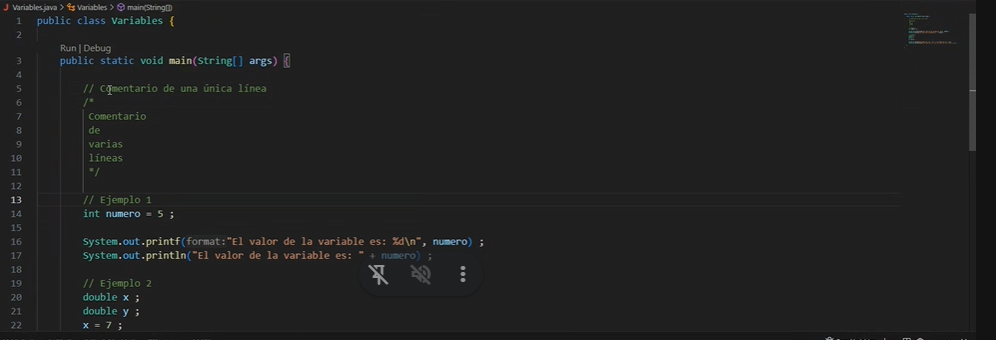 Variables.java > Variables > main(String[])
1 public class Variables {
2
Run | Debug
3 public static void main(String[] args) {
4
5 // Comentario de una única línea
6 /*
7 Comentario
8 de
9 varias
10 líneas
11 */
12
13 // Ejemplo 1
14 int numero = 5 ;
15
16 System.out.printf(format:"El valor de la variable es: %d\n", numero) ;
17 System.out.println("El valor de la variable es: " + numero) ;
18
19 // Ejemplo 2
20 double x ;
21 double y ;
22 x = 7 ;